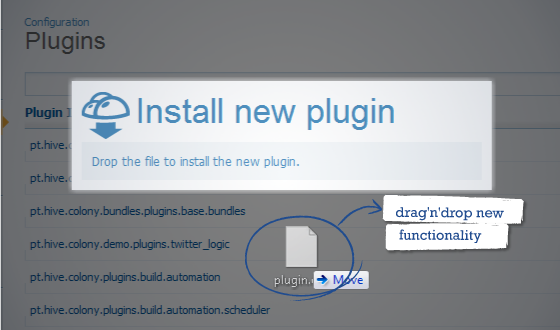 Configuration
Plugins
Plugin
Install new plugin
Drop the file to install the new plugin.
pt.hive.c
pt.hive.c
pt.hive.colony.bundles.plugins.base.bundles
drag'n'drop new
functionality
pt.hive.colony.demo.plugins.twitter_logic
pt.hive.colony.plugins.build.automation
plugin.
Move
pt.hive.colony.plugins.build.automation.scheduler